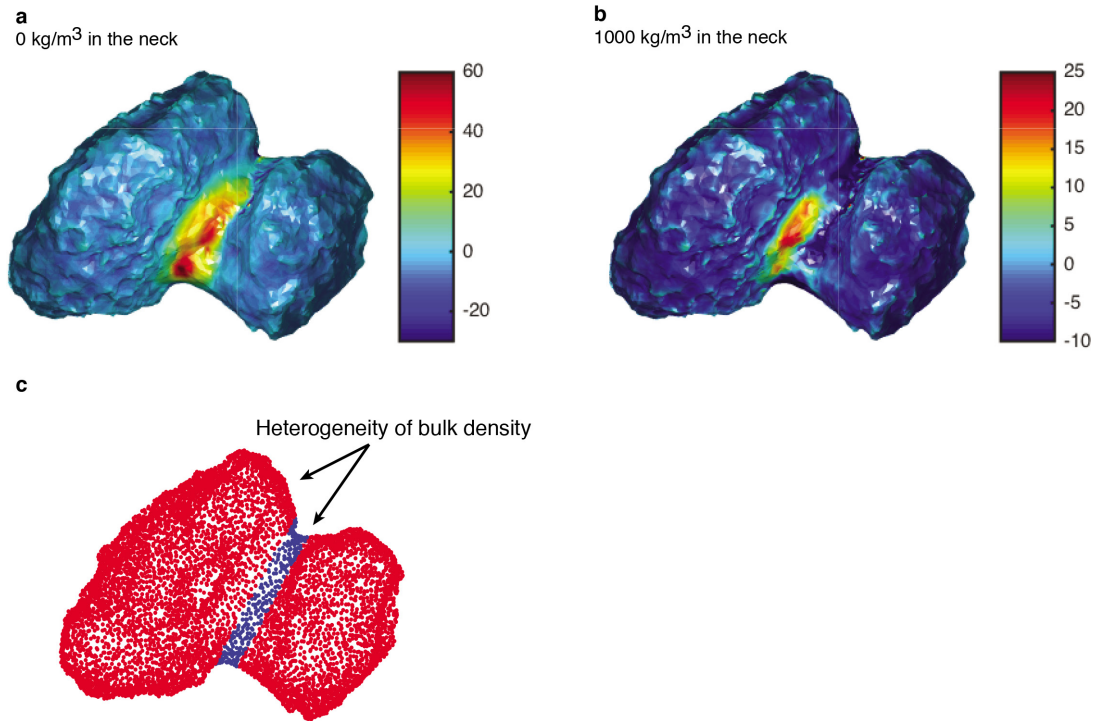 a
0 kg/m³ in the neck
60
40
20
0
-20
b
1000 kg/m³ in the neck
25
20
15
10
5
0
-5
-10
c
Heterogeneity of bulk density